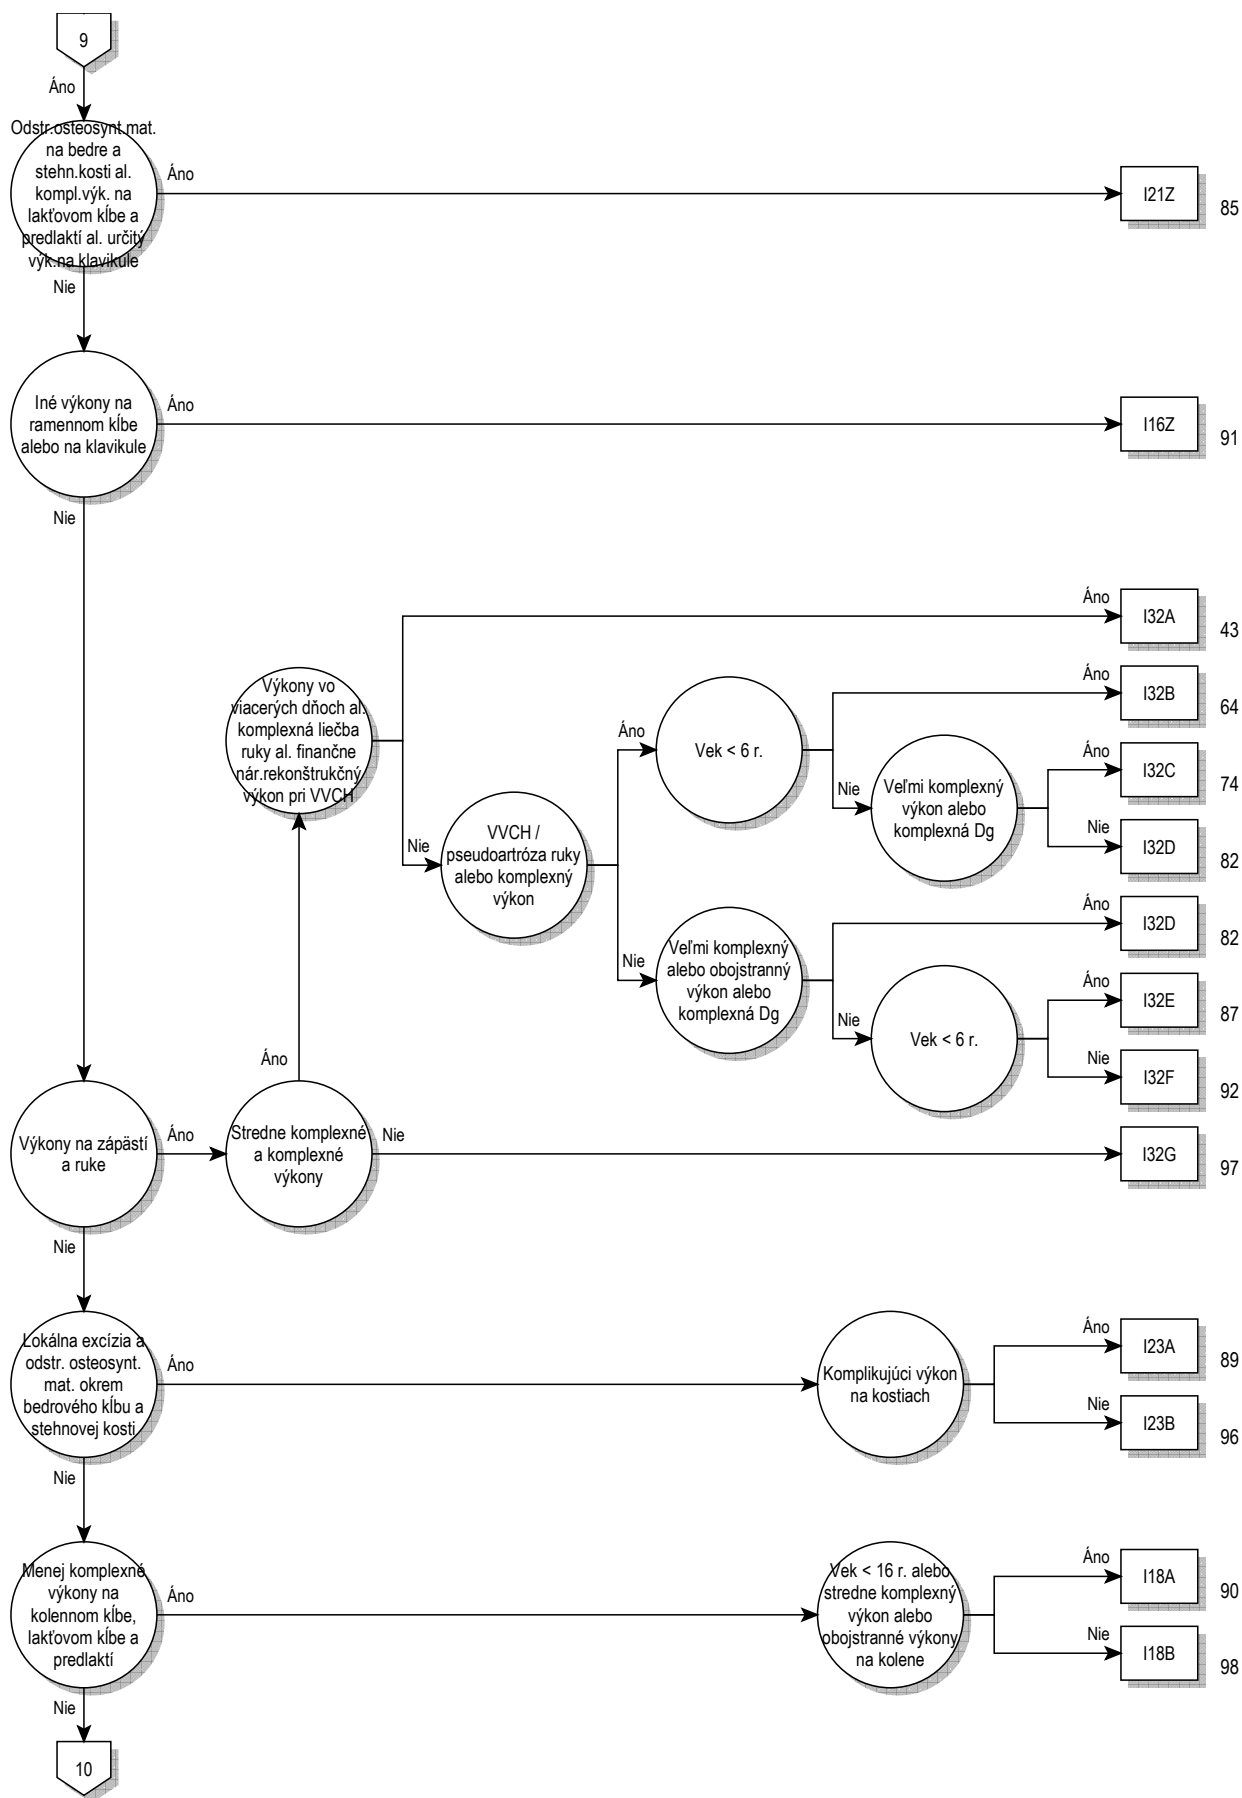 9
Áno
Odstr.osteosynt.mat.
na bedre a
stehn.kosti al.
kompl.výk. na
lakťovom kĺbe a
predlaktí al. určitý
výk.na klavikule
Áno
I21Z
85
Nie
Iné výkony na
ramennom kĺbe
alebo na klavikule
Áno
I16Z
91
Nie
Výkony vo
viacerých dňoch al.
komplexná liečba
ruky al. finančne
nár.rekonštrukčný
výkon pri VVCH
Áno
I32A
43
Nie
VVCH /
pseudoartróza ruky
alebo komplexný
výkon
Áno
Vek < 6 r.
Áno
I32B
64
Nie
Veľmi komplexný
výkon alebo
komplexná Dg
Áno
I32C
74
Nie
I32D
82
Nie
Veľmi komplexný
alebo obojstranný
výkon alebo
komplexná Dg
Áno
I32D
82
Nie
Vek < 6 r.
Áno
I32E
87
Nie
I32F
92
Áno
Výkony na zápästí
a ruke
Áno
Stredne komplexné
a komplexné
výkony
Nie
I32G
97
Nie
Lokálna excízia a
odstr. osteosynt.
mat. okrem
bedrového kĺbu a
stehnovej kosti
Áno
Komplikujúci výkon
na kostiach
Áno
I23A
89
Nie
I23B
96
Nie
Menej komplexné
výkony na
kolennom kĺbe,
lakťovom kĺbe a
predlaktí
Áno
Vek < 16 r. alebo
stredne komplexný
výkon alebo
obojstranné výkony
na kolene
Áno
I18A
90
Nie
I18B
98
Nie
10